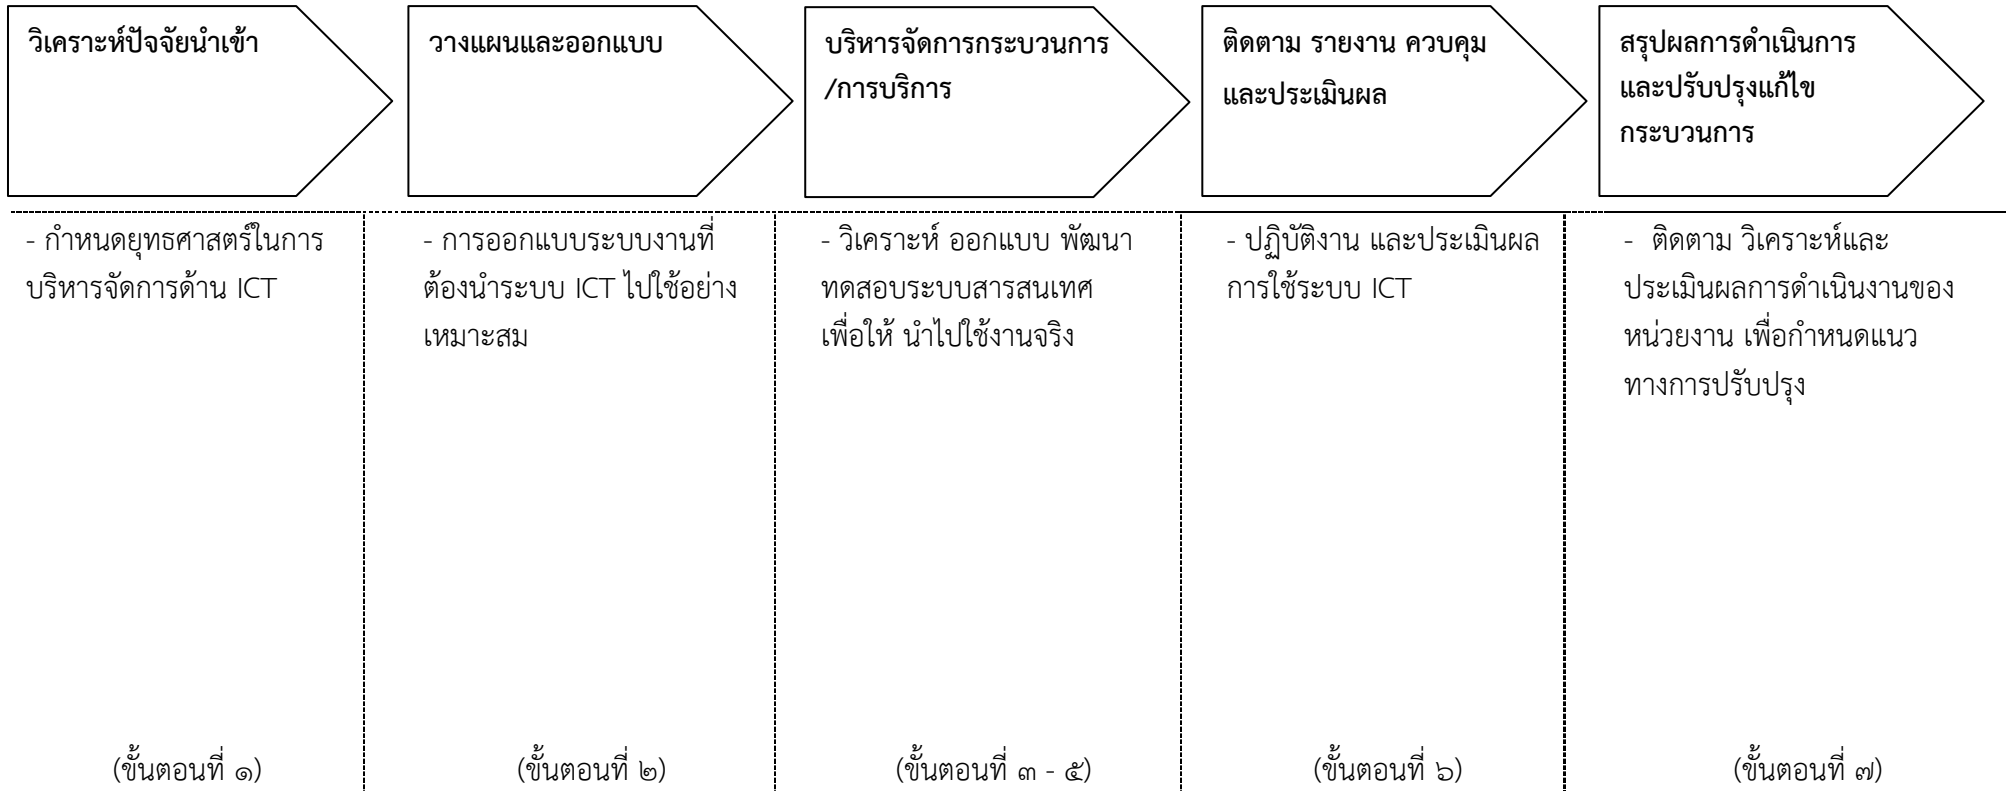 วิเคราะห์ปัจจัยนำเข้า
วางแผนและออกแบบ
บริหารจัดการกระบวนการ
/การบริการ
ติดตาม รายงาน ควบคุม
และประเมินผล
สรุปผลการดำเนินการ
และปรับปรุงแก้ไข
กระบวนการ
- กำหนดยุทธศาสตร์ในการ
บริหารจัดการด้าน ICT
- การออกแบบระบบงานที่
ต้องนำระบบ ICT ไปใช้อย่าง
เหมาะสม
- วิเคราะห์ ออกแบบ พัฒนา
ทดสอบระบบสารสนเทศ
เพื่อให้ นำไปใช้งานจริง
- ปฏิบัติงาน และประเมินผล
การใช้ระบบ ICT
- ติดตาม วิเคราะห์และ
ประเมินผลการดำเนินงานของ
หน่วยงาน เพื่อกำหนดแนว
ทางการปรับปรุง
(ขั้นตอนที่ ๑)
(ขั้นตอนที่ ๒)
(ขั้นตอนที่ ๓ - ๕)
(ขั้นตอนที่ ๖)
(ขั้นตอนที่ ๗)